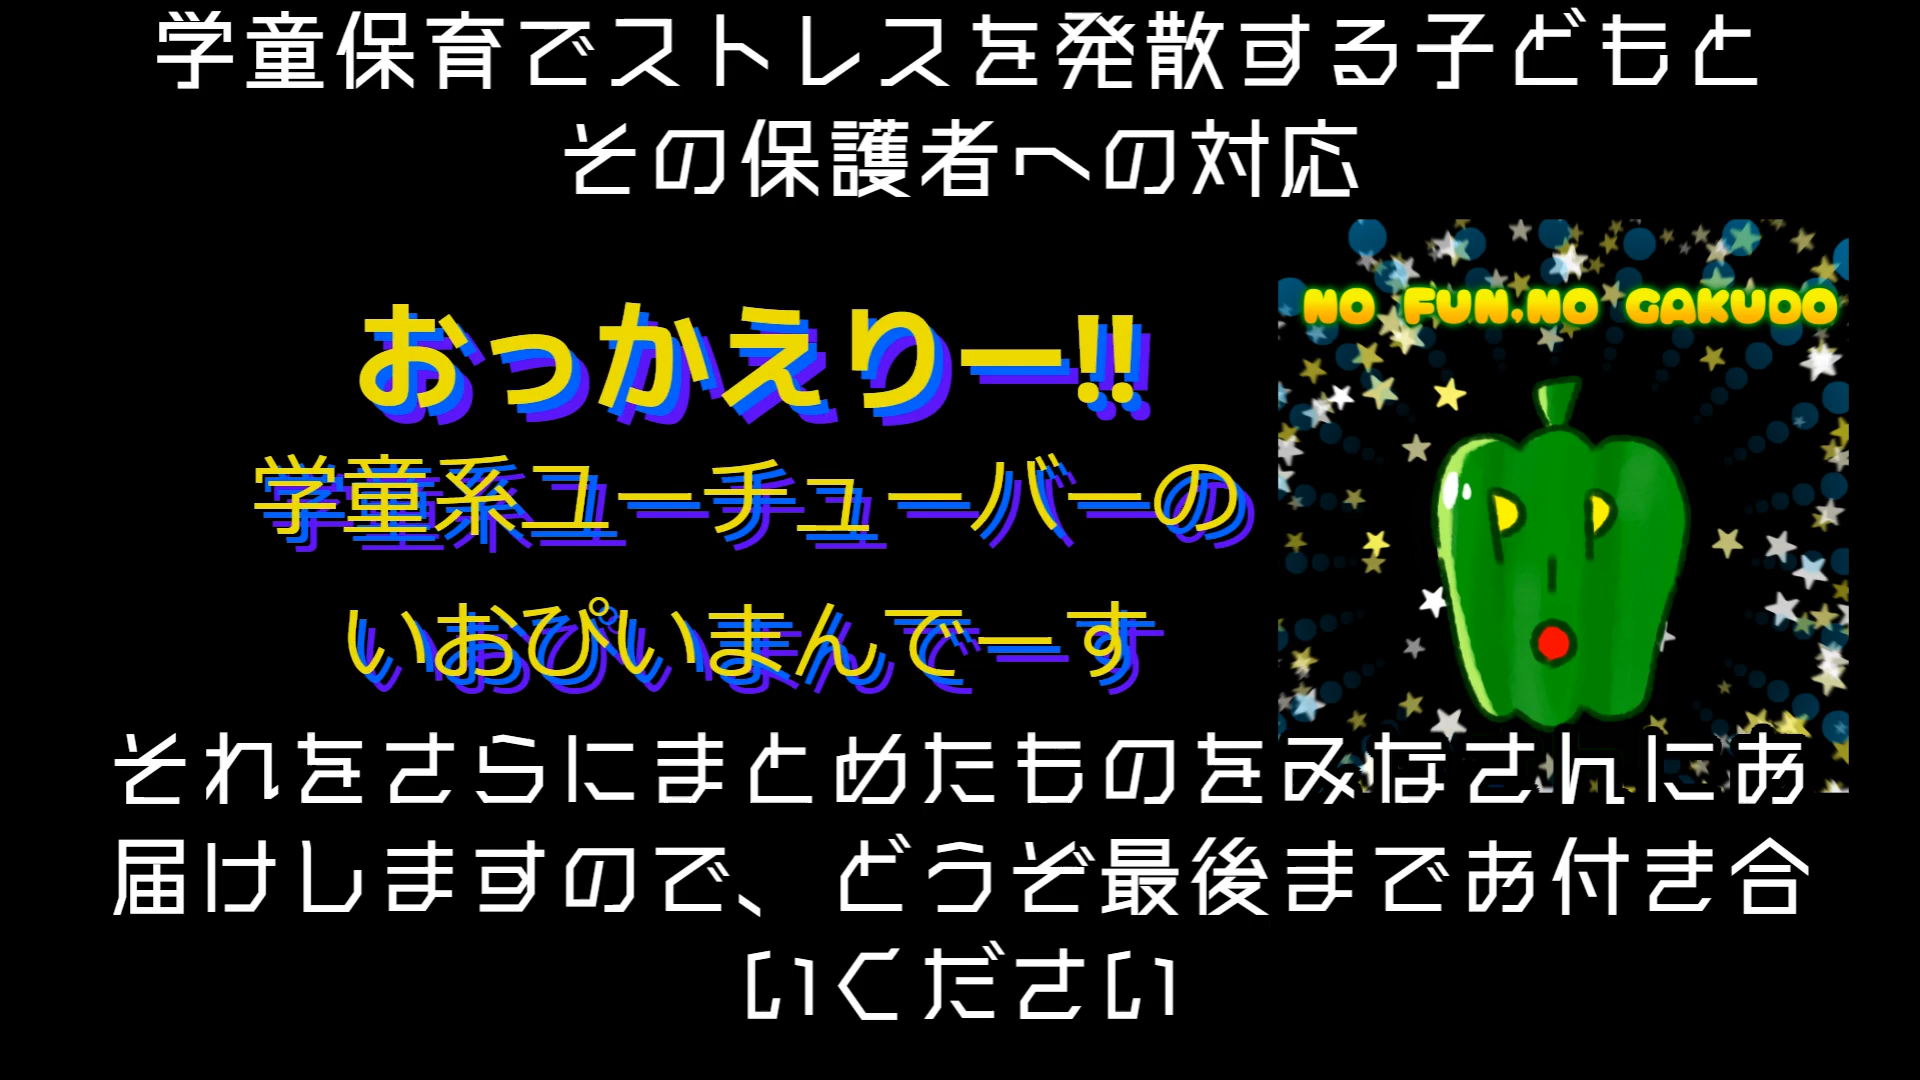 学童保育でストレスを発散する子どもと
その保護者への対応
NO FUN,NO GAKUDO
おっかえりー!!
学童系ユーチューバーの
いおぴいまんでーす
それをさらにまとめたものをみなさんにお
届けしますので、どうぞ最後までお付き合
いください